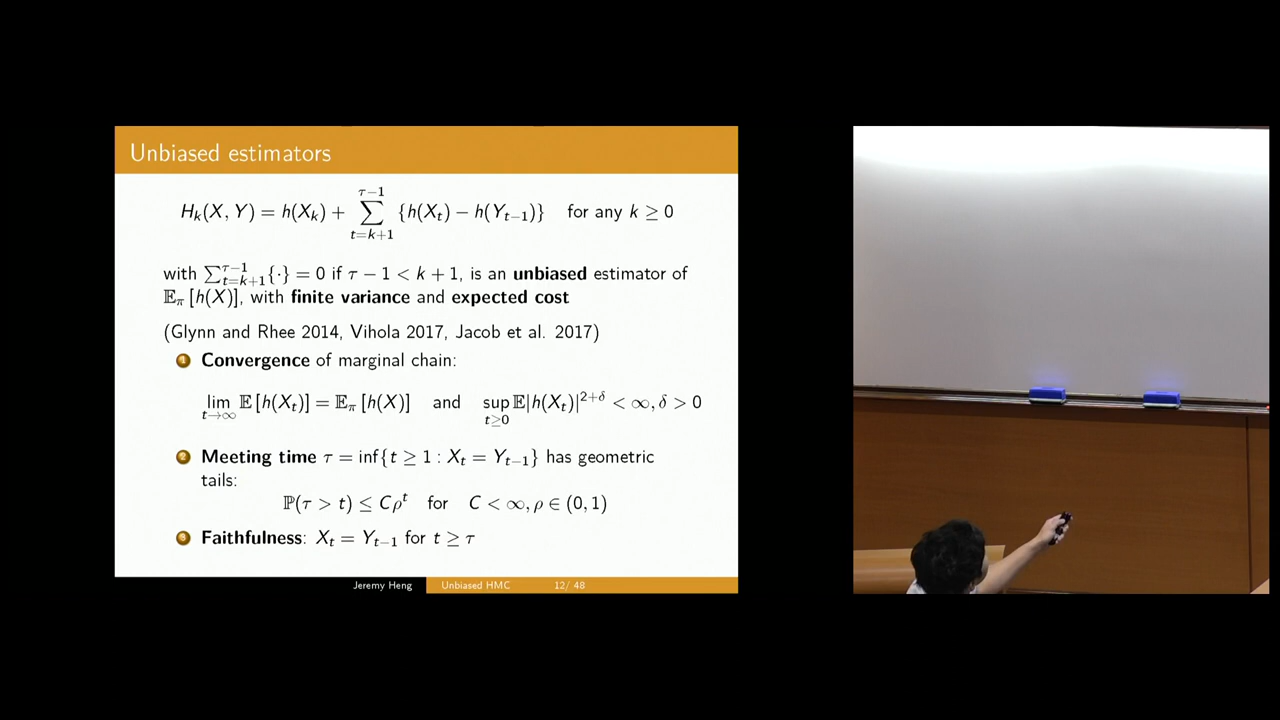 Unbiased estimators
H_k(X, Y) = h(X_k) + \sum_{t=k+1}^{τ−1} {h(X_t) − h(Y_{t−1})} for any k ≥ 0
with \sum_{t=k+1}^{τ−1}{·} = 0 if τ − 1 < k + 1, is an unbiased estimator of
𝔼_π [h(X)], with finite variance and expected cost
(Glynn and Rhee 2014, Vihola 2017, Jacob et al. 2017)
1 Convergence of marginal chain:
lim_{t→∞} 𝔼 [h(X_t)] = 𝔼_π [h(X)] and sup_{t≥0} 𝔼|h(X_t)|^{2+δ} < ∞, δ > 0
2 Meeting time τ = inf{t ≥ 1 : X_t = Y_{t−1}} has geometric
tails:
ℙ(τ > t) ≤ Cρ^t for C < ∞, ρ ∈ (0, 1)
3 Faithfulness: X_t = Y_{t−1} for t ≥ τ
Jeremy Heng Unbiased HMC 12/ 48